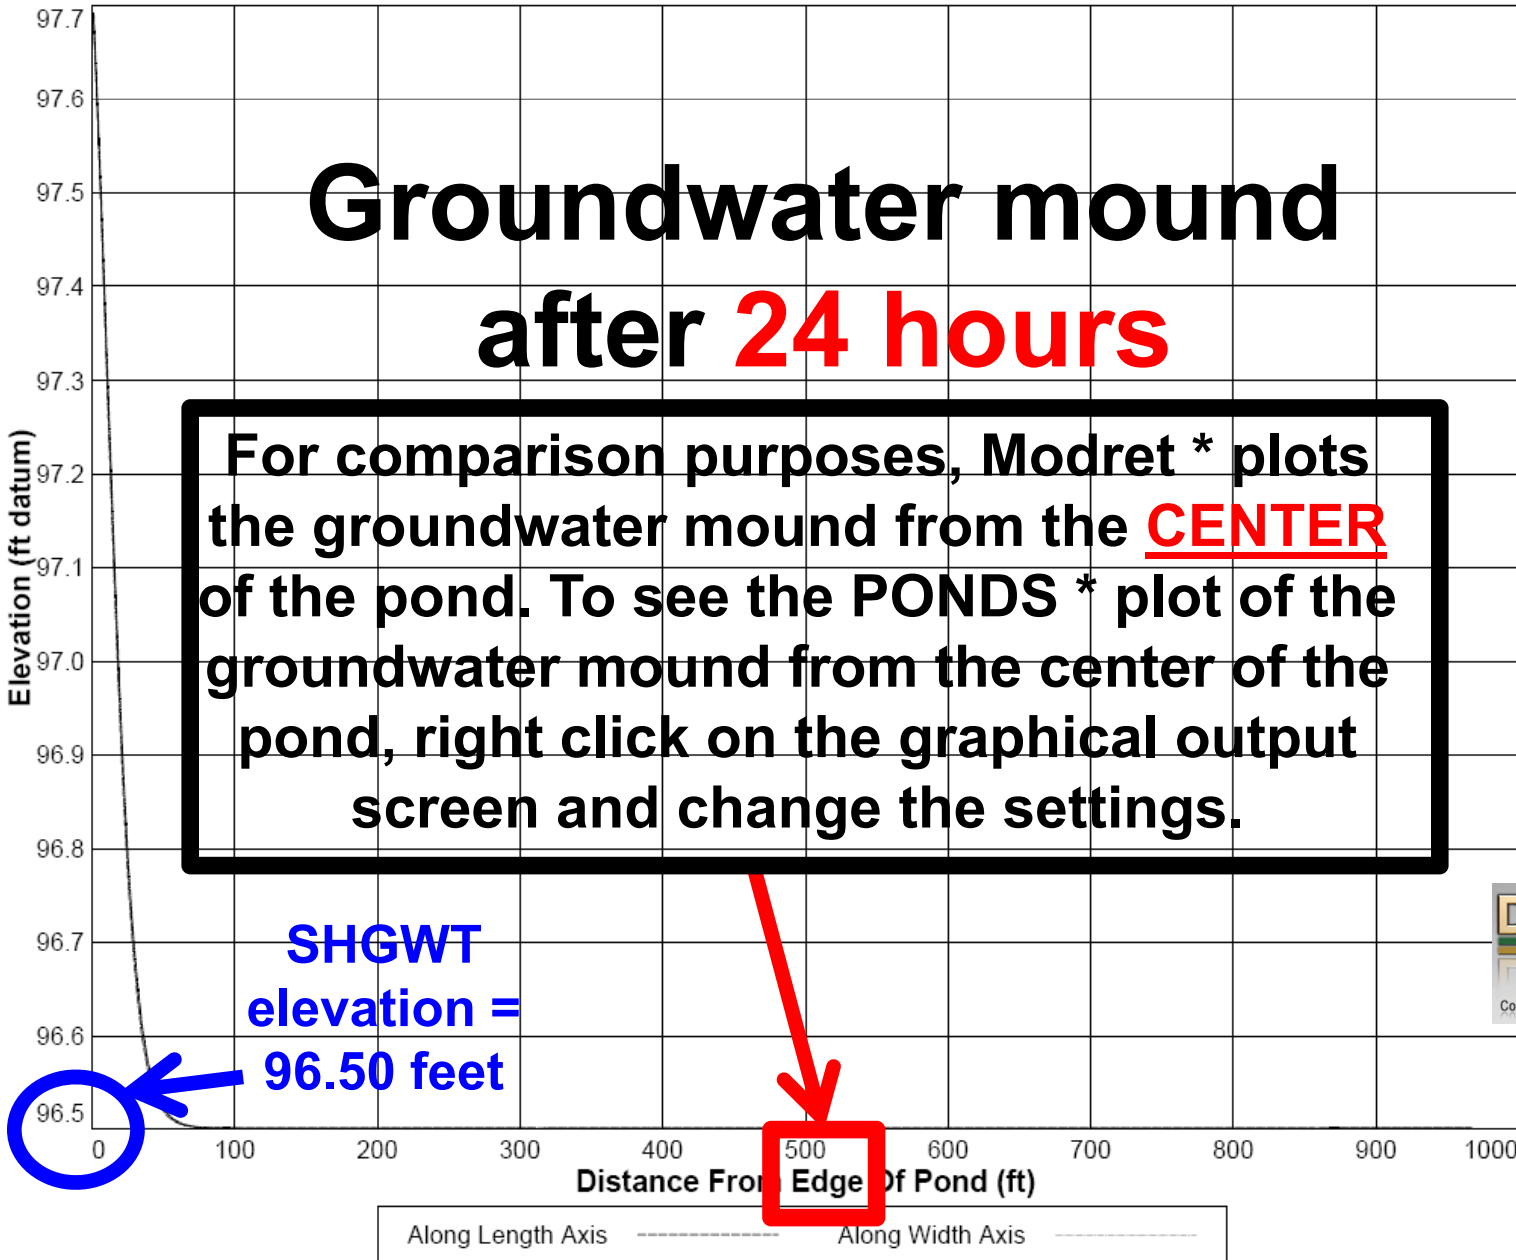 97.7
97.6
97.5
97.4
97.3
97.2
97.1
97.0
96.9
96.8
96.7
96.6
96.5
Elevation (ft datum)
Groundwater mound
after 24 hours
For comparison purposes, Modret * plots
the groundwater mound from the CENTER
of the pond. To see the PONDS * plot of the
groundwater mound from the center of the
pond, right click on the graphical output
screen and change the settings.
SHGWT
elevation =
96.50 feet
Co
0 100 200 300 400 500 600 700 800 900 1000
Distance From Edge Of Pond (ft)
Along Length Axis Along Width Axis